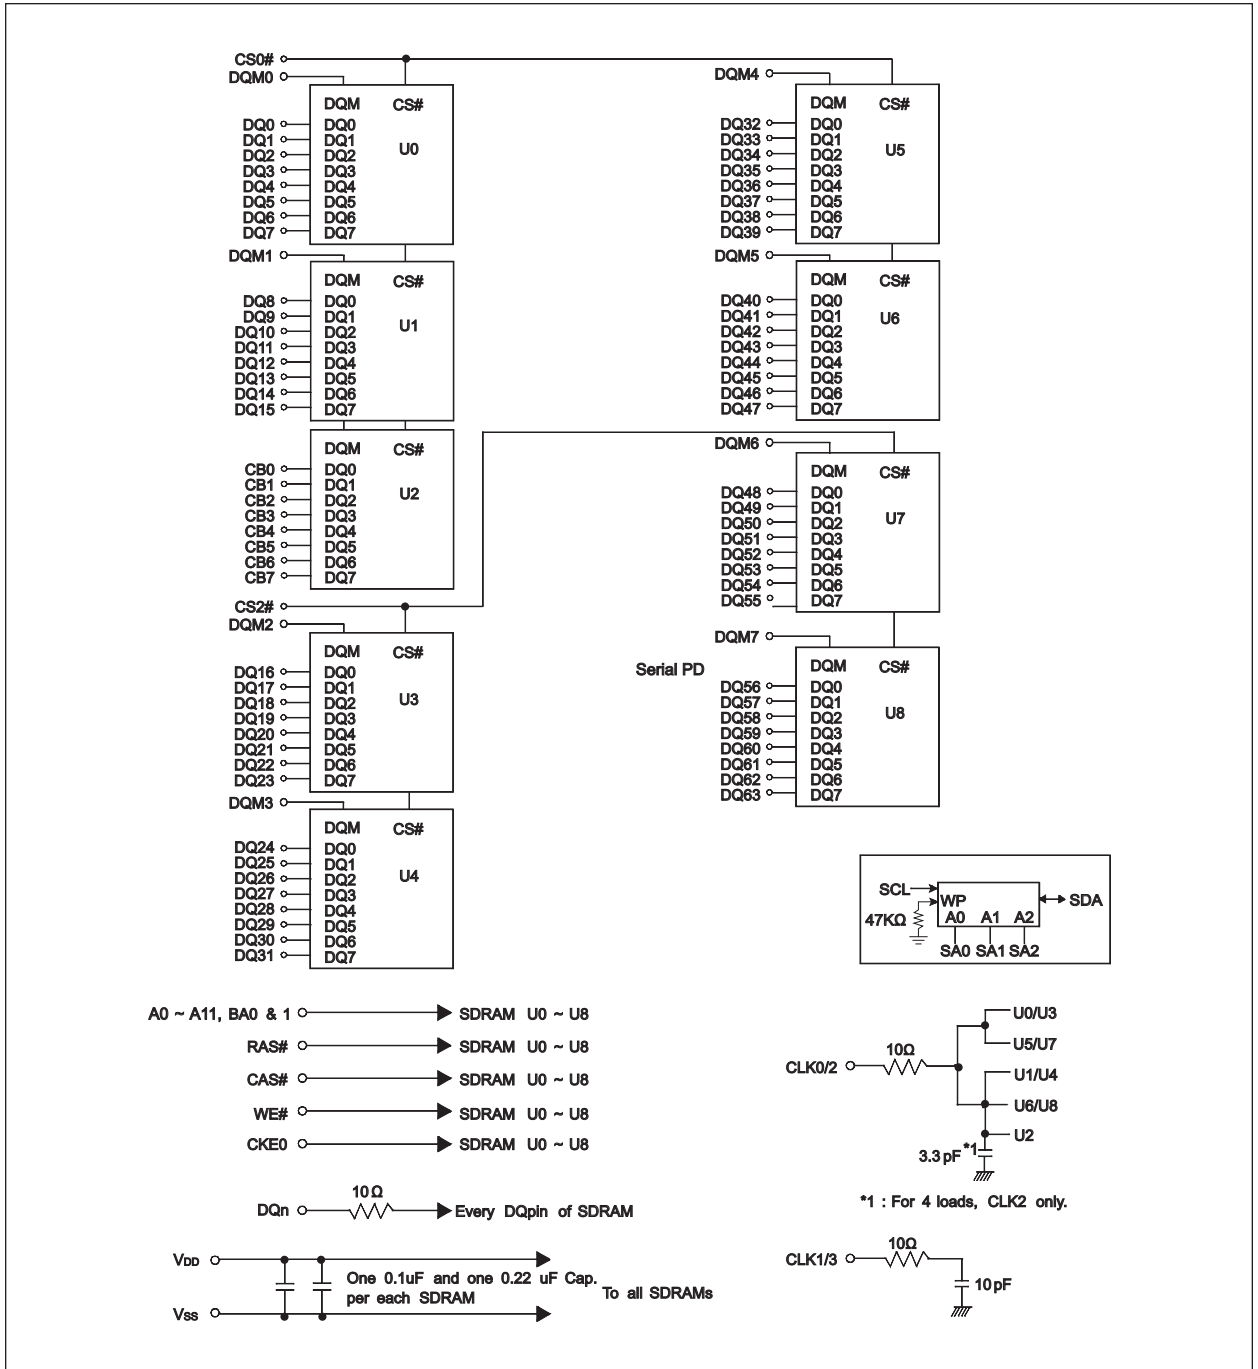 CS0#
DQM0
DQM CS#
DQ0 DQ0
DQ1 DQ1
DQ2 DQ2
DQ3 DQ3
DQ4 DQ4
DQ5 DQ5
DQ6 DQ6
DQ7 DQ7
U0
DQM1
DQM CS#
DQ8 DQ0
DQ9 DQ1
DQ10 DQ2
DQ11 DQ3
DQ12 DQ4
DQ13 DQ5
DQ14 DQ6
DQ15 DQ7
U1
DQM CS#
CB0 DQ0
CB1 DQ1
CB2 DQ2
CB3 DQ3
CB4 DQ4
CB5 DQ5
CB6 DQ6
CB7 DQ7
U2
CS2#
DQM2
DQM CS#
DQ16 DQ0
DQ17 DQ1
DQ18 DQ2
DQ19 DQ3
DQ20 DQ4
DQ21 DQ5
DQ22 DQ6
DQ23 DQ7
U3
DQM3
DQM CS#
DQ24 DQ0
DQ25 DQ1
DQ26 DQ2
DQ27 DQ3
DQ28 DQ4
DQ29 DQ5
DQ30 DQ6
DQ31 DQ7
U4
DQM4
DQM CS#
DQ32 DQ0
DQ33 DQ1
DQ34 DQ2
DQ35 DQ3
DQ36 DQ4
DQ37 DQ5
DQ38 DQ6
DQ39 DQ7
U5
DQM5
DQM CS#
DQ40 DQ0
DQ41 DQ1
DQ42 DQ2
DQ43 DQ3
DQ44 DQ4
DQ45 DQ5
DQ46 DQ6
DQ47 DQ7
U6
DQM6
DQM CS#
DQ48 DQ0
DQ49 DQ1
DQ50 DQ2
DQ51 DQ3
DQ52 DQ4
DQ53 DQ5
DQ54 DQ6
DQ55 DQ7
U7
DQM7
DQM CS#
DQ56 DQ0
DQ57 DQ1
DQ58 DQ2
DQ59 DQ3
DQ60 DQ4
DQ61 DQ5
DQ62 DQ6
DQ63 DQ7
U8
Serial PD
SCL
WP
47KΩ
A0 A1 A2
SDA
SA0 SA1 SA2
A0 ~ A11, BA0 & 1 SDRAM U0 ~ U8
RAS# SDRAM U0 ~ U8
CAS# SDRAM U0 ~ U8
WE# SDRAM U0 ~ U8
CKE0 SDRAM U0 ~ U8
10Ω
DQn Every DQpin of SDRAM
VDD
One 0.1uF and one 0.22 uF Cap.
per each SDRAM
To all SDRAMs
Vss
CLK0/2
10Ω
U0/U3
U5/U7
U1/U4
U6/U8
U2
3.3 pF *1
*1 : For 4 loads, CLK2 only.
CLK1/3
10Ω
10 pF